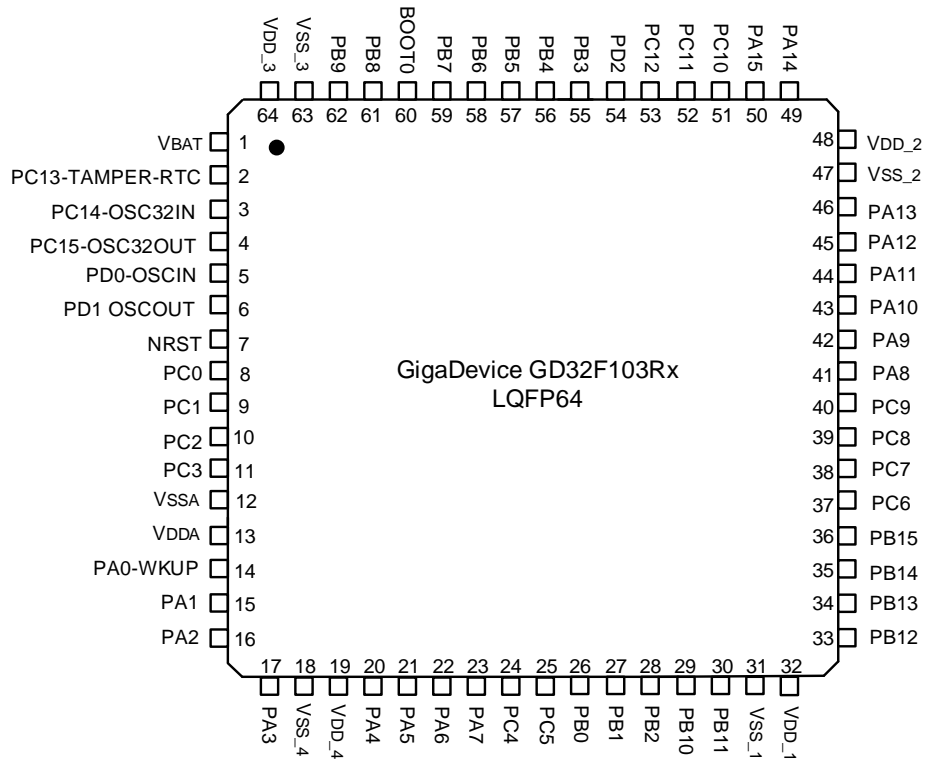 VDD_3 VSS_3 PB9 PB8 BOOT0 PB7 PB6 PB5 PB4 PB3 PD2 PC12 PC11 PC10 PA15 PA14
64 63 62 61 60 59 58 57 56 55 54 53 52 51 50 49
VBAT 1 48 VDD_2
PC13-TAMPER-RTC 2 47 VSS_2
PC14-OSC32IN 3 46 PA13
PC15-OSC32OUT 4 45 PA12
PD0-OSCIN 5 44 PA11
PD1 OSCOUT 6 43 PA10
NRST 7 42 PA9
PC0 8 41 PA8
GigaDevice GD32F103Rx
LQFP64
PC1 9 40 PC9
PC2 10 39 PC8
PC3 11 38 PC7
VSSA 12 37 PC6
VDDA 13 36 PB15
PA0-WKUP 14 35 PB14
PA1 15 34 PB13
PA2 16 33 PB12
17 18 19 20 21 22 23 24 25 26 27 28 29 30 31 32
PA3 VSS_4 VDD_4 PA4 PA5 PA6 PA7 PC4 PC5 PB0 PB1 PB2 PB10 PB11 VSS_1 VDD_1